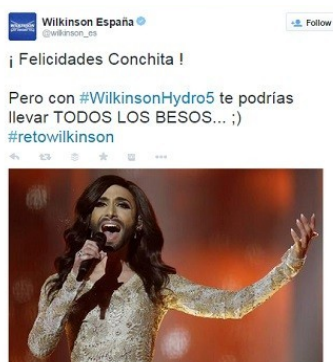 Wilkinson España
@wilkinson_es
Follow
¡ Felicidades Conchita !
Pero con #WilkinsonHydro5 te podrías
llevar TODOS LOS BESOS... ;)
#retowilkinson